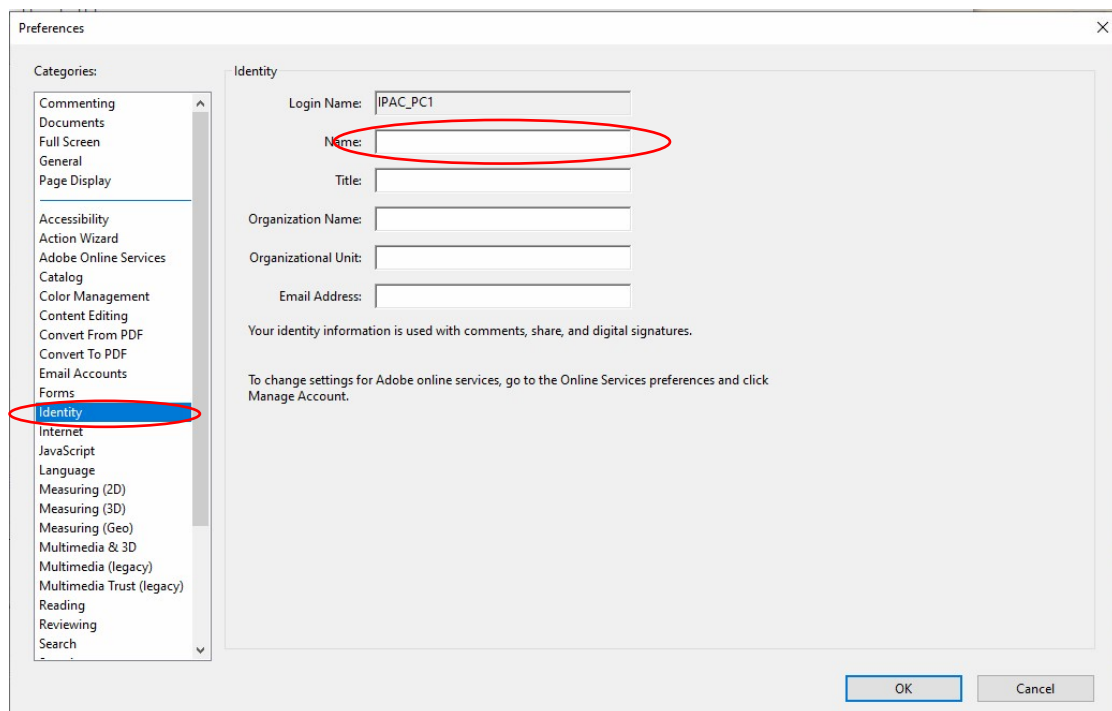 Preferences
Categories:
Commenting
Documents
Full Screen
General
Page Display
Accessibility
Action Wizard
Adobe Online Services
Catalog
Color Management
Content Editing
Convert From PDF
Convert To PDF
Email Accounts
Forms
Identity
Internet
JavaScript
Language
Measuring (2D)
Measuring (3D)
Measuring (Geo)
Multimedia & 3D
Multimedia (legacy)
Multimedia Trust (legacy)
Reading
Reviewing
Search
Identity
Login Name: IPAC_PC1
Name:
Title:
Organization Name:
Organizational Unit:
Email Address:
Your identity information is used with comments, share, and digital signatures.
To change settings for Adobe online services, go to the Online Services preferences and click
Manage Account.
OK Cancel